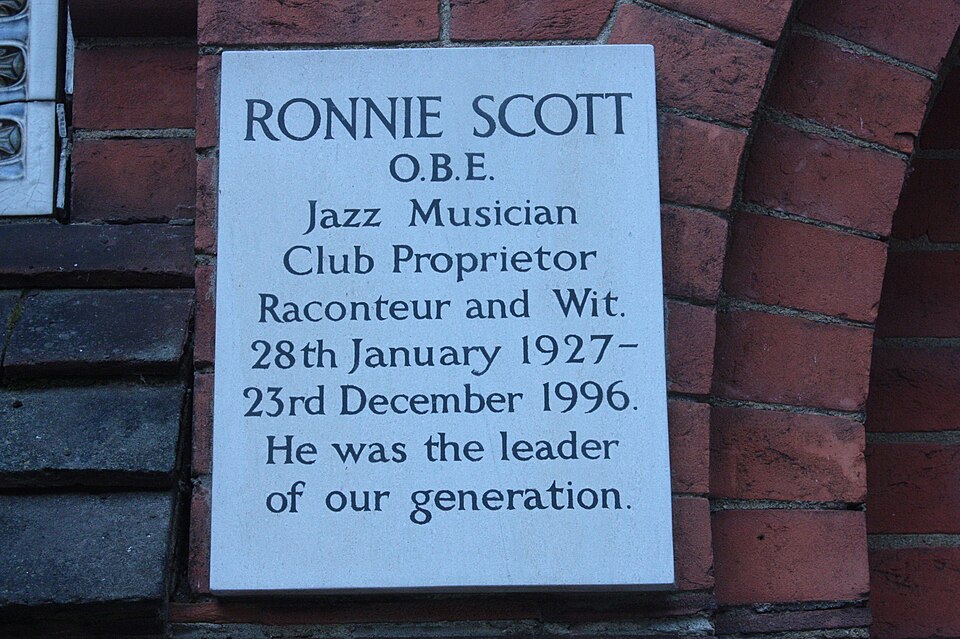 RONNIE SCOTT
O.B.E.
Jazz Musician
Club Proprietor
Raconteur and Wit.
28th January 1927–
23rd December 1996.
He was the leader
of our generation.